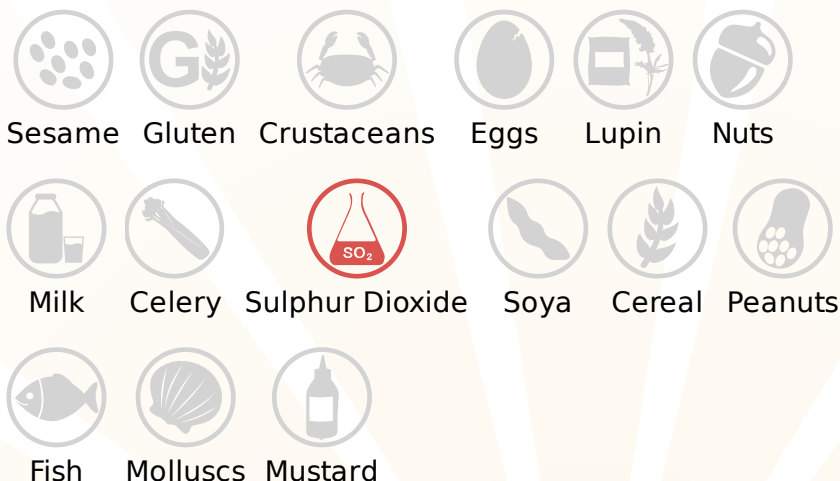 Sesame Gluten Crustaceans Eggs Lupin Nuts
G
SO₂
Milk Celery Sulphur Dioxide Soya Cereal Peanuts
Fish Molluscs Mustard